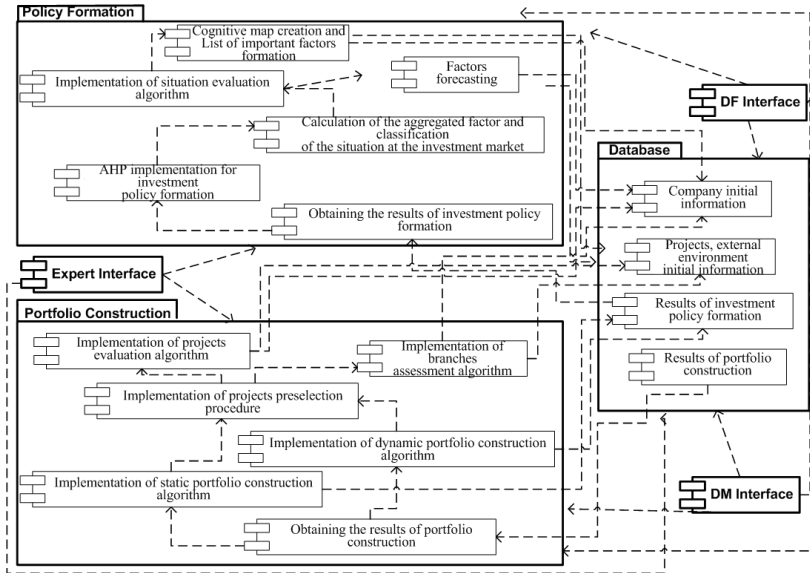 Policy Formation
Cognitive map creation and
List of important factors
formation
Factors
forecasting
Implementation of situation evaluation
algorithm
Calculation of the aggregated factor and
classification
of the situation at the investment market
AHP implementation for
investment
policy formation
Obtaining the results of investment policy
formation
DF Interface
Database
Company initial
information
Projects, external
environment
initial information
Results of investment
policy formation
Results of portfolio
construction
Expert Interface
Portfolio Construction
Implementation of projects
evaluation algorithm
Implementation of
branches
assessment algorithm
Implementation of projects preselection
procedure
Implementation of dynamic portfolio construction
algorithm
Implementation of static portfolio construction
algorithm
Obtaining the results of portfolio
construction
DM Interface